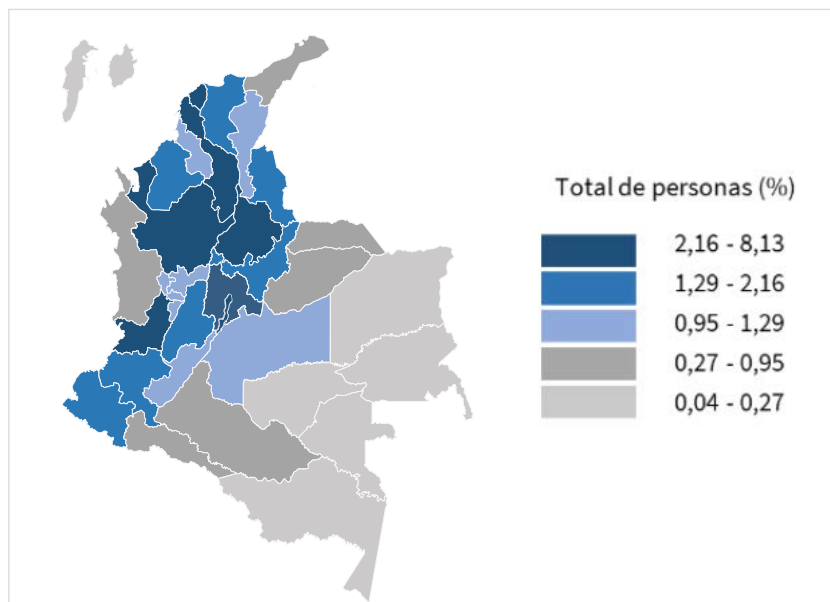 Total de personas (%)
2,16 - 8,13
1,29 - 2,16
0,95 - 1,29
0,27 - 0,95
0,04 - 0,27